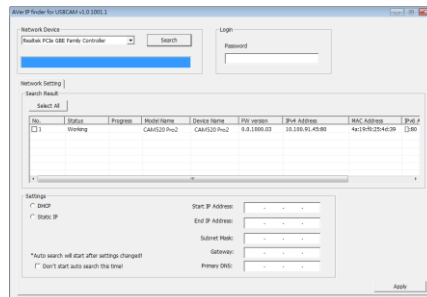 AVer IP finder for USBCAM v1.0 1001.1
Network Device
Realtek PCIe GBE Family Controller
Search
Login
Password
Network Setting
Search Result
Select All
No. Status Progress Model Name Device Name FW version IPv4 Address MAC Address IPv6 A
1 Working CAM520 Pro2 CAM520 Pro2 0.0.1000.03 10.100.91.45:80 4a:19:f0:25:4d:39 []:80
Settings
DHCP
Static IP
*Auto search will start after settings changed!
Don't start auto search this time!
Start IP Address:
End IP Address:
Subnet Mask:
Gateway:
Primary DNS:
Apply